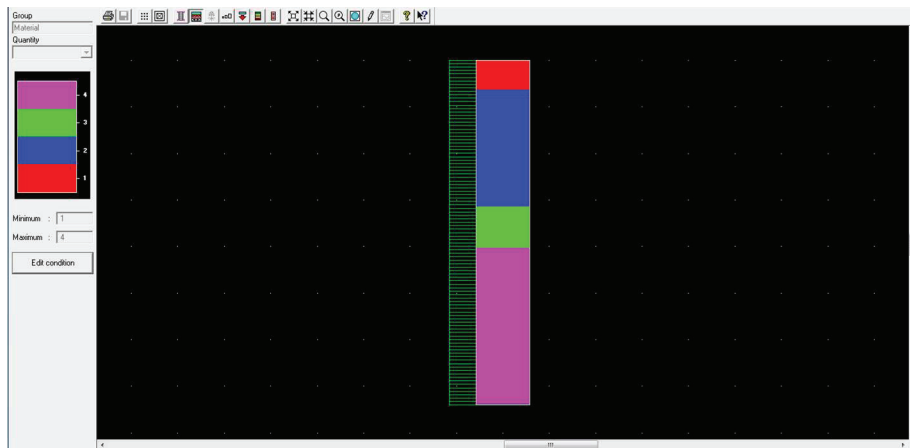 Group
Material
Quantity
4
3
2
1
Minimum : 1
Maximum : 4
Edit condition